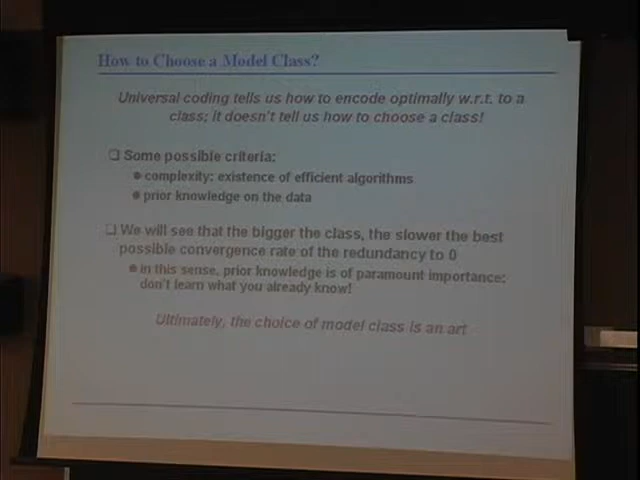 How to Choose a Model Class?
Universal coding tells us how to encode optimally w.r.t. to a
class; it doesn't tell us how to choose a class!
Some possible criteria:
complexity: existence of efficient algorithms
prior knowledge on the data
We will see that the bigger the class, the slower the best
possible convergence rate of the redundancy to 0
in this sense, prior knowledge is of paramount importance:
don't learn what you already know!
Ultimately, the choice of model class is an art